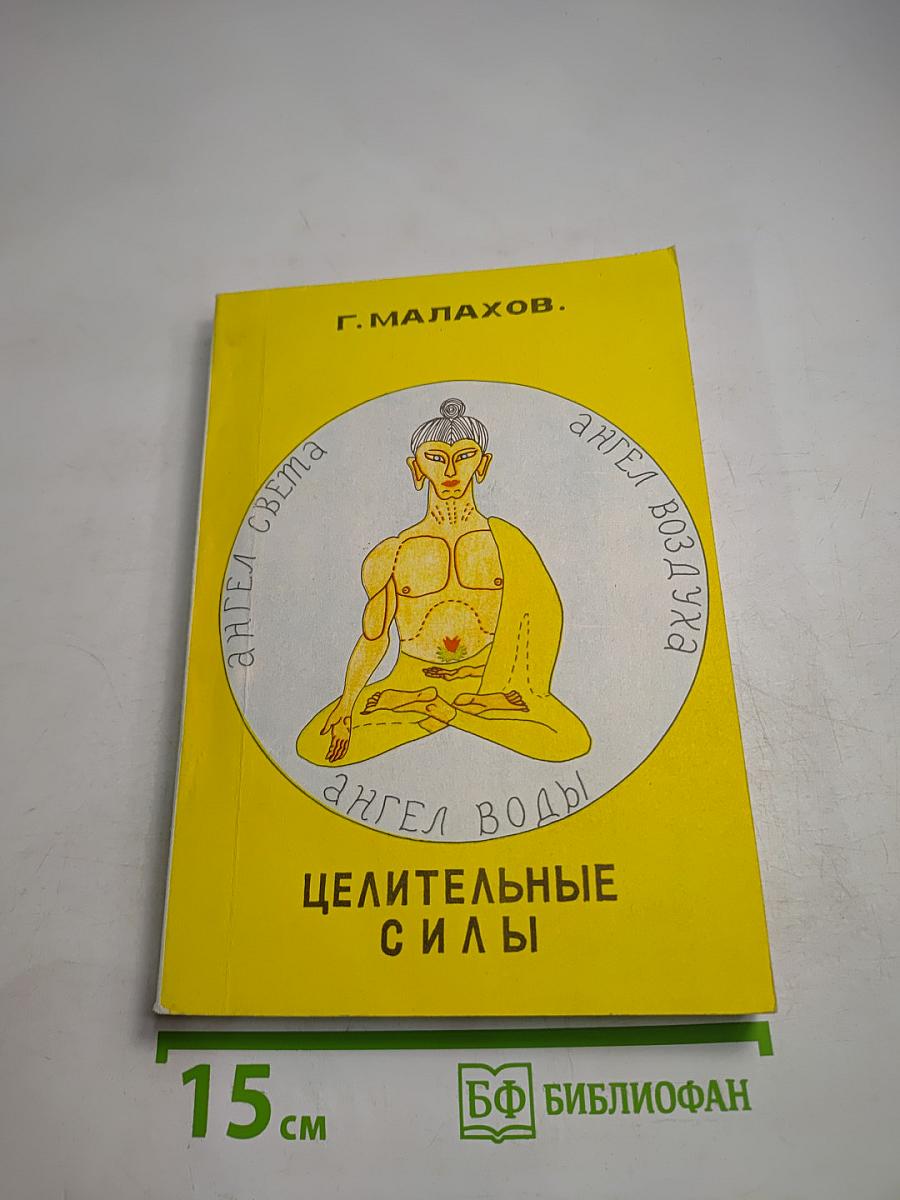 Г. МАЛАХОВ.
ангел света
ангел воздуха
ангел воды
ЦЕЛИТЕЛЬНЫЕ
СИЛЫ
15 см
БФ БИБЛИОФАН